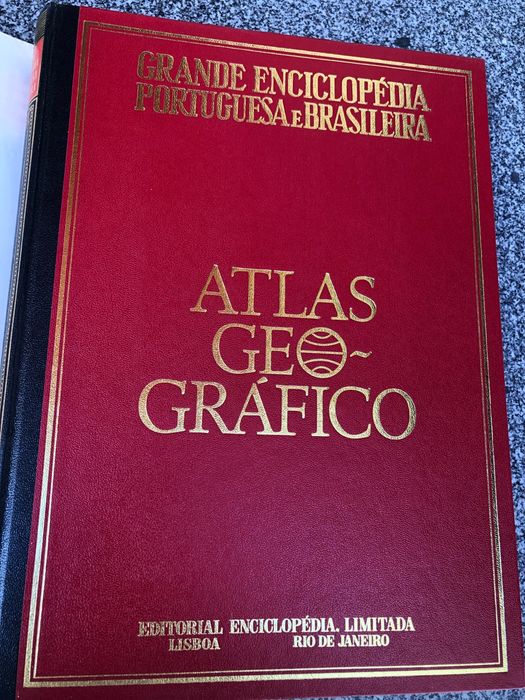 GRANDE ENCICLOPÉDIA
PORTUGUESA E BRASILEIRA
ATLAS
GEO-
GRÁFICO
EDITORIAL ENCICLOPÉDIA. LIMITADA
LISBOA RIO DE JANEIRO